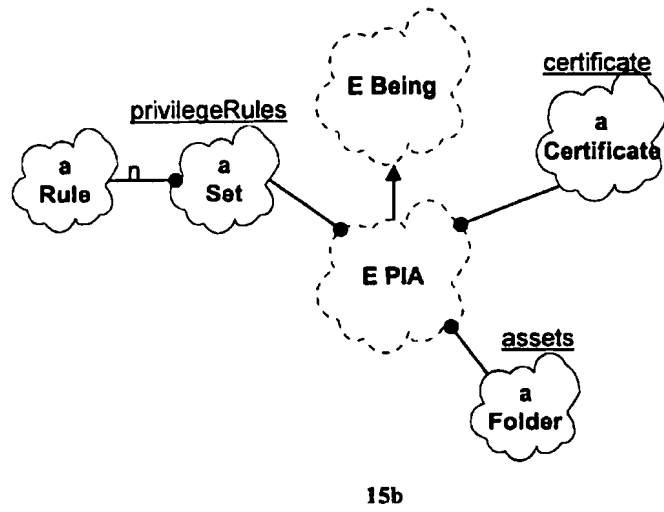 certificate
E Being
privilegeRules
a
Certificate
a
Rule
n
a
Set
E PIA
assets
a
Folder
15b